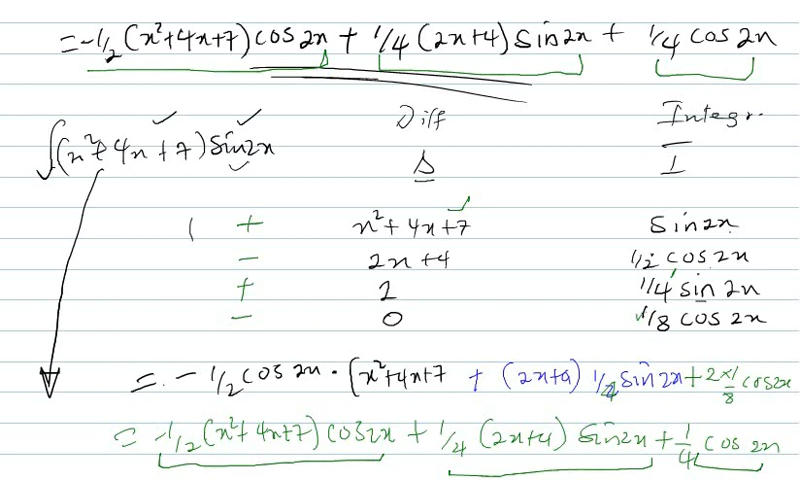 =-1/2 (x²+4x+7) cos 2x + 1/4 (2x+4) Sin 2x + 1/4 cos 2x
Diff Integr.
∫(x²+4x+7) Sin2x D I
1 + x²+4x+7 Sin 2x
- 2x+4 1/2 cos 2x
+ 2 1/4 sin 2x
- 0 1/8 cos 2x
= - 1/2 cos 2x · (x²+4x+7 + (2x+4) 1/4 sin 2x + 2×1/8 cos2x
= -1/2 (x²+4x+7) cos 2x + 1/4 (2x+4) Sin 2x + 1/4 cos 2x